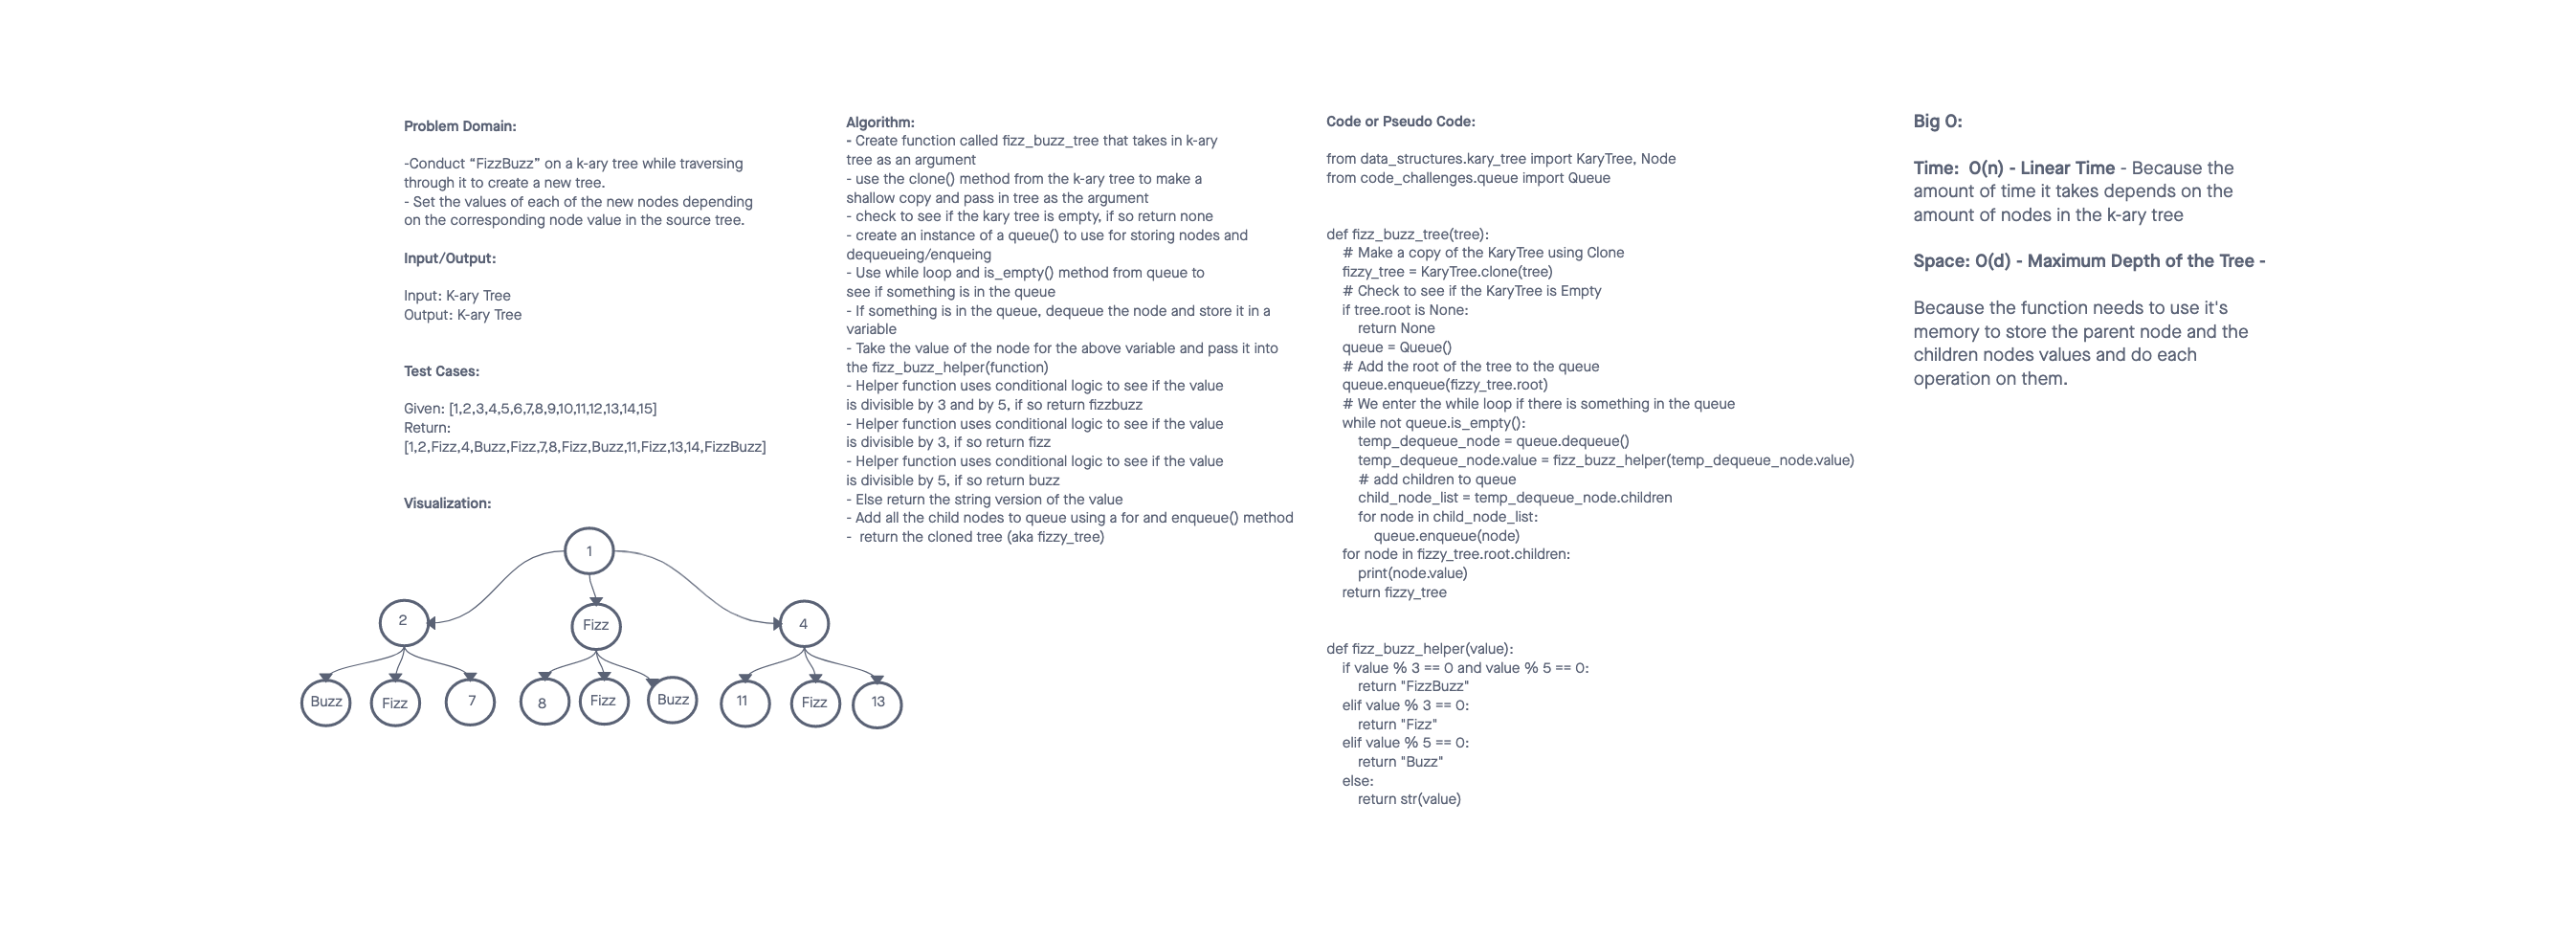 Problem Domain:
-Conduct “FizzBuzz” on a k-ary tree while traversing
through it to create a new tree.
- Set the values of each of the new nodes depending
on the corresponding node value in the source tree.
Input/Output:
Input: K-ary Tree
Output: K-ary Tree
Test Cases:
Given: [1,2,3,4,5,6,7,8,9,10,11,12,13,14,15]
Return:
[1,2,Fizz,4,Buzz,Fizz,7,8,Fizz,Buzz,11,Fizz,13,14,FizzBuzz]
Visualization:
1
2
Fizz
4
Buzz
Fizz
7
8
Fizz
Buzz
11
Fizz
13
Algorithm:
- Create function called fizz_buzz_tree that takes in k-ary
tree as an argument
- use the clone() method from the k-ary tree to make a
shallow copy and pass in tree as the argument
- check to see if the kary tree is empty, if so return none
- create an instance of a queue() to use for storing nodes and
dequeueing/enqueing
- Use while loop and is_empty() method from queue to
see if something is in the queue
- If something is in the queue, dequeue the node and store it in a
variable
- Take the value of the node for the above variable and pass it into
the fizz_buzz_helper(function)
- Helper function uses conditional logic to see if the value
is divisible by 3 and by 5, if so return fizzbuzz
- Helper function uses conditional logic to see if the value
is divisible by 3, if so return fizz
- Helper function uses conditional logic to see if the value
is divisible by 5, if so return buzz
- Else return the string version of the value
- Add all the child nodes to queue using a for and enqueue() method
- return the cloned tree (aka fizzy_tree)
Code or Pseudo Code:
from data_structures.kary_tree import KaryTree, Node
from code_challenges.queue import Queue
def fizz_buzz_tree(tree):
# Make a copy of the KaryTree using Clone
fizzy_tree = KaryTree.clone(tree)
# Check to see if the KaryTree is Empty
if tree.root is None:
return None
queue = Queue()
# Add the root of the tree to the queue
queue.enqueue(fizzy_tree.root)
# We enter the while loop if there is something in the queue
while not queue.is_empty():
temp_dequeue_node = queue.dequeue()
temp_dequeue_node.value = fizz_buzz_helper(temp_dequeue_node.value)
# add children to queue
child_node_list = temp_dequeue_node.children
for node in child_node_list:
queue.enqueue(node)
for node in fizzy_tree.root.children:
print(node.value)
return fizzy_tree
def fizz_buzz_helper(value):
if value % 3 == 0 and value % 5 == 0:
return "FizzBuzz"
elif value % 3 == 0:
return "Fizz"
elif value % 5 == 0:
return "Buzz"
else:
return str(value)
Big O:
Time: O(n) - Linear Time - Because the
amount of time it takes depends on the
amount of nodes in the k-ary tree
Space: O(d) - Maximum Depth of the Tree -
Because the function needs to use it's
memory to store the parent node and the
children nodes values and do each
operation on them.